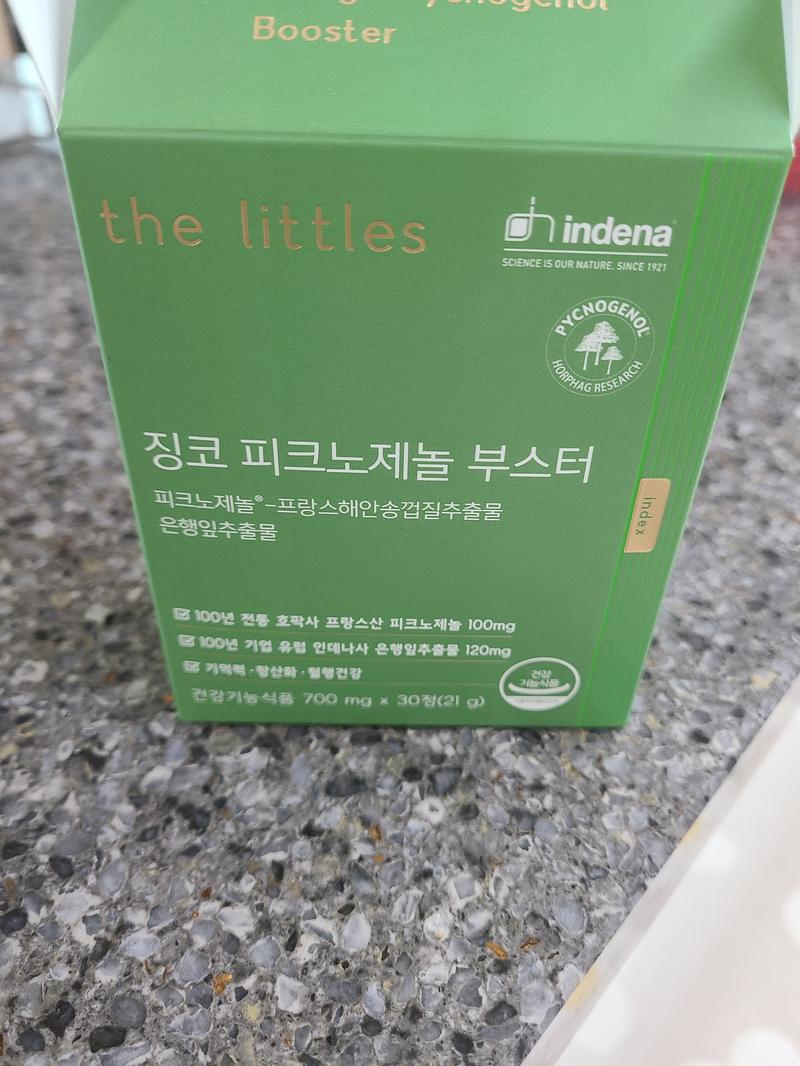 Pycnogenol
Booster
the littles
indena
SCIENCE IS OUR NATURE. SINCE 1921
PYCNOGENOL®
HORPHAG RESEARCH
징코 피크노제놀 부스터
피크노제놀®-프랑스해안송껍질추출물
은행잎추출물
index
100년 전통 호팍사 프랑스산 피크노제놀 100mg
100년 기업 유럽 인데나사 은행잎추출물 120mg
기억력·항산화·혈행건강
건강
기능식품
건강기능식품 700 mg x 30정(21 g)